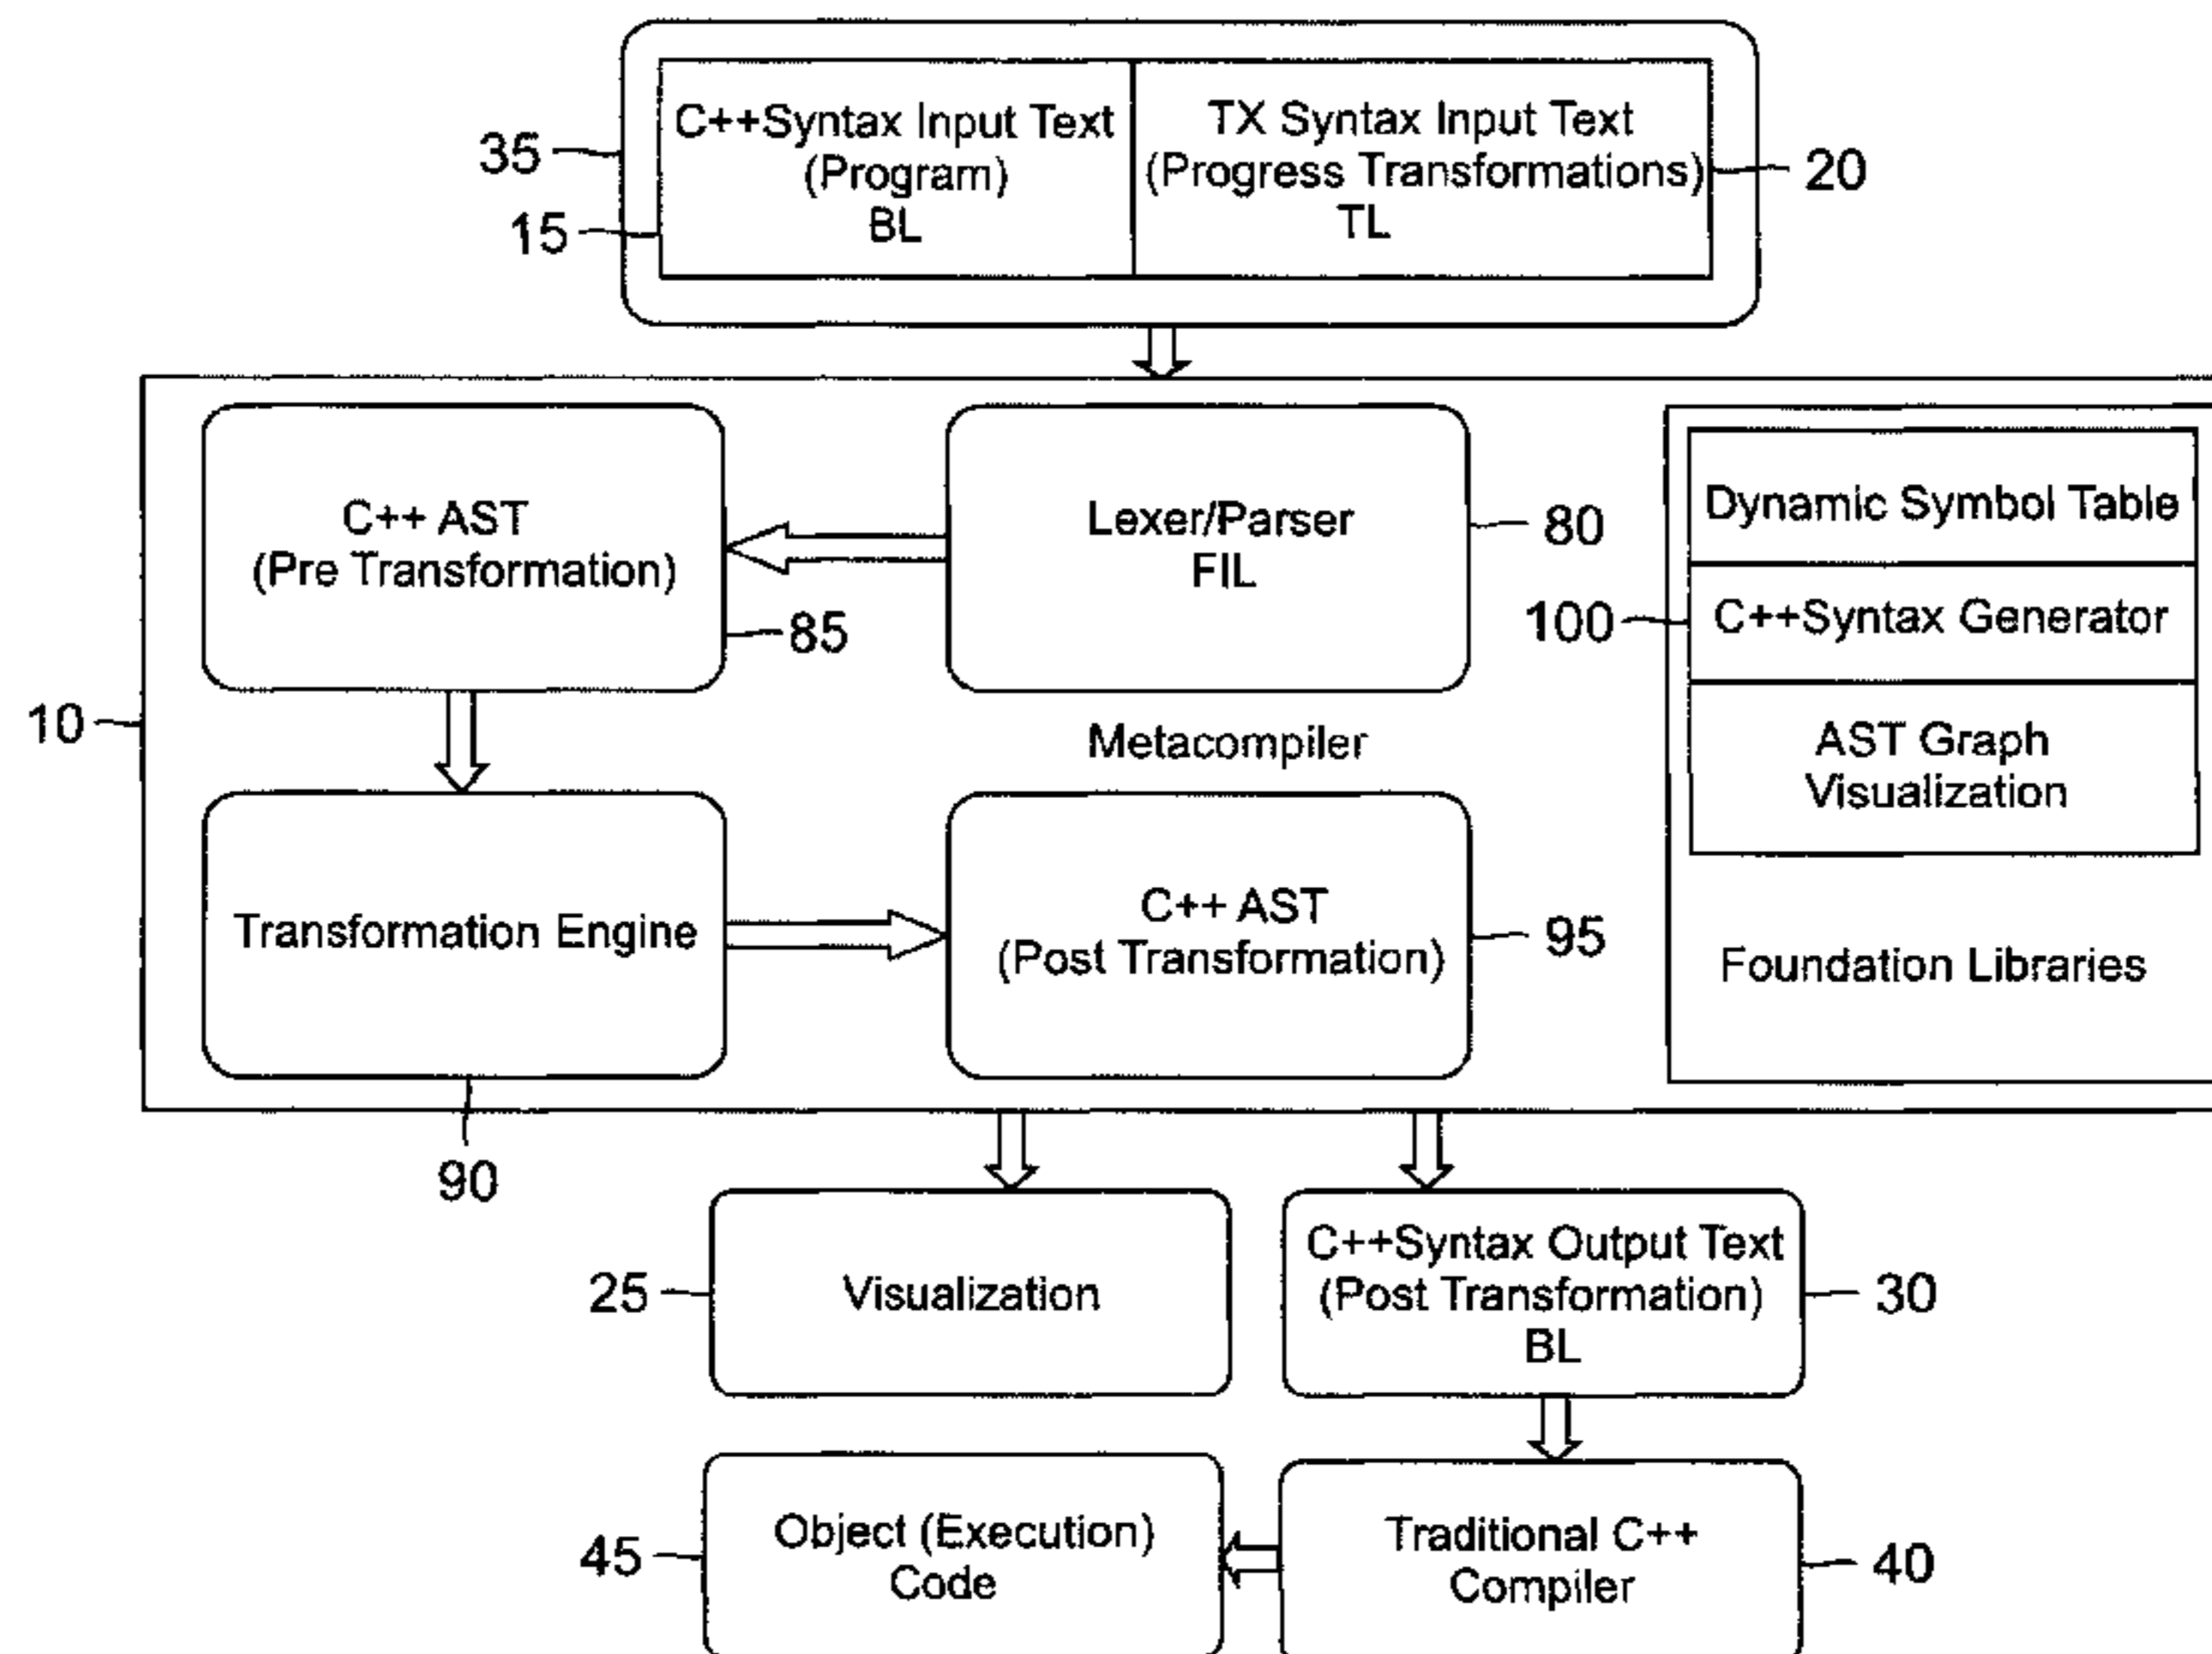 C++Syntax Input Text
(Program)
BL
TX Syntax Input Text
(Progress Transformations)
TL
35
15
20
C++ AST
(Pre Transformation)
85
Lexer/Parser
FIL
80
Dynamic Symbol Table
100
C++Syntax Generator
AST Graph
Visualization
10
Metacompiler
Transformation Engine
90
C++ AST
(Post Transformation)
95
Foundation Libraries
25
Visualization
C++Syntax Output Text
(Post Transformation)
BL
30
45
Object (Execution)
Code
Traditional C++
Compiler
40